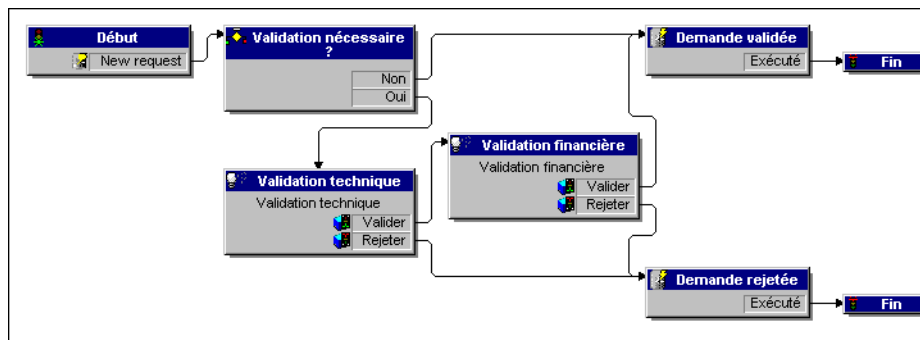 Début
New request
Validation nécessaire
?
Non
Oui
Demande validée
Exécuté
Fin
Validation technique
Validation technique
Valider
Rejeter
Validation financière
Validation financière
Valider
Rejeter
Demande rejetée
Exécuté
Fin